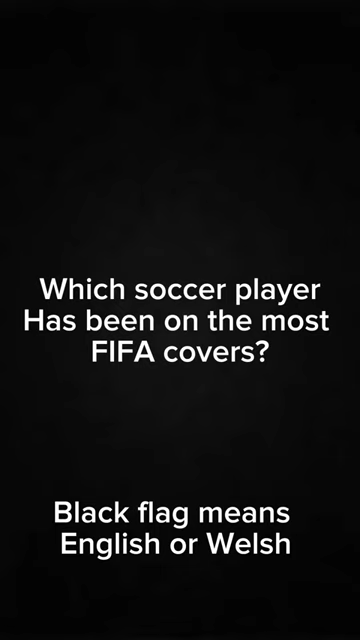 Which soccer player
Has been on the most
FIFA covers?
Black flag means
English or Welsh